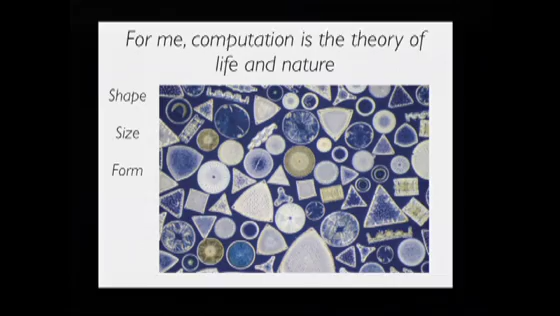 For me, computation is the theory of
life and nature
Shape
Size
Form